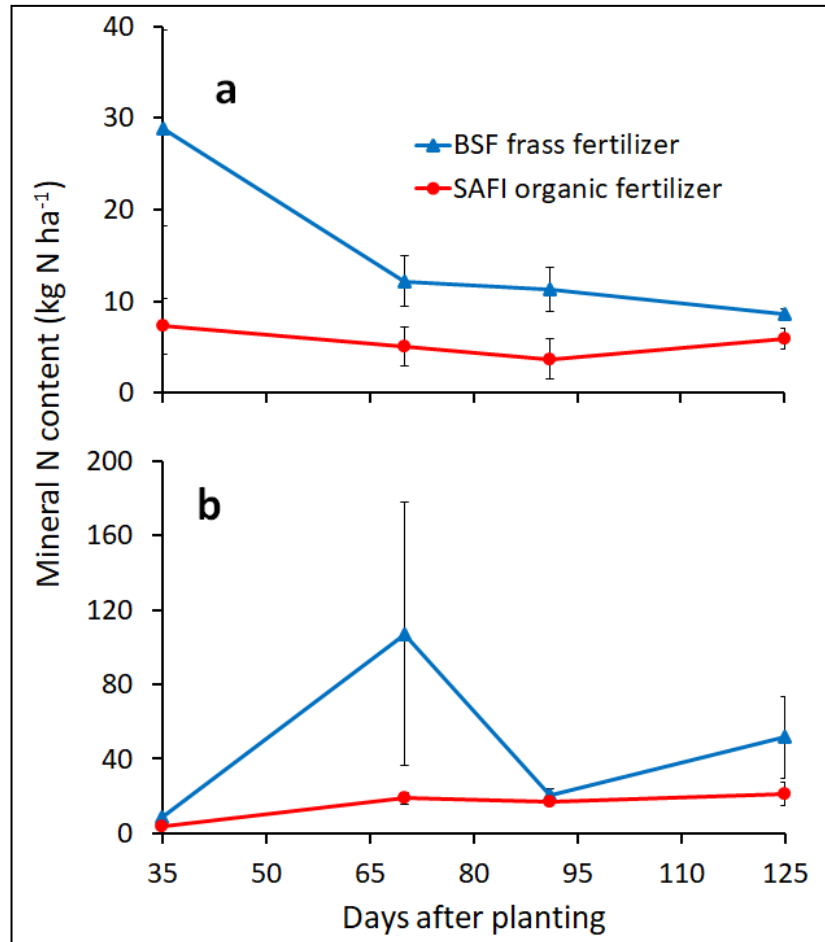 40
a
30
BSF frass fertilizer
SAFI organic fertilizer
20
10
0
Mineral N content (kg N ha⁻¹)
200
b
160
120
80
40
0
35 50 65 80 95 110 125
Days after planting